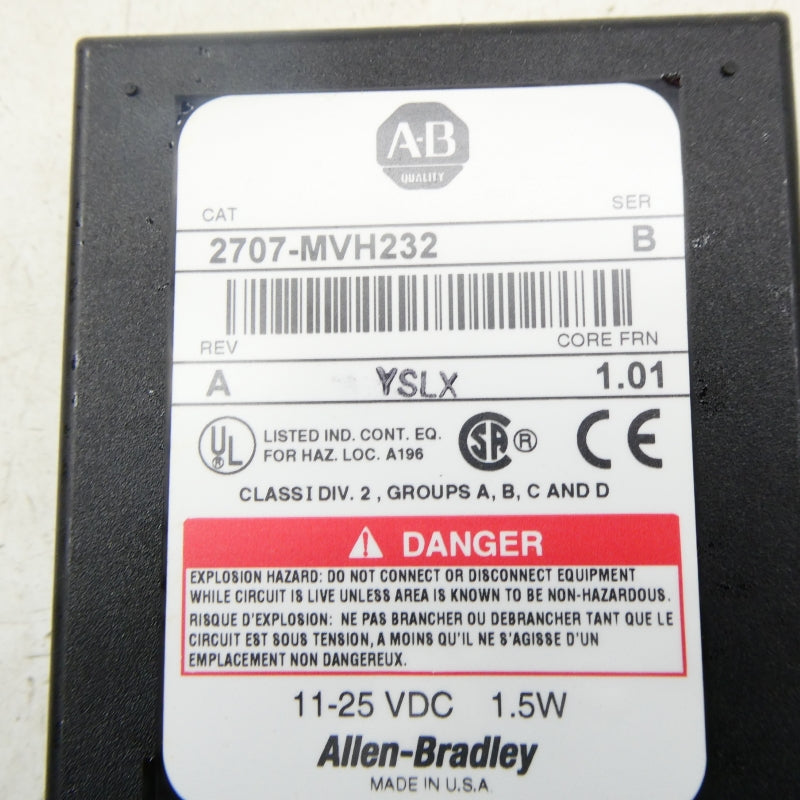 A-B
QUALITY
CAT SER
2707-MVH232 B
REV CORE FRN
A YSLX 1.01
UL ® LISTED IND. CONT. EQ. SA ® CE
FOR HAZ. LOC. A196
CLASS I DIV. 2 , GROUPS A, B, C AND D
DANGER
EXPLOSION HAZARD: DO NOT CONNECT OR DISCONNECT EQUIPMENT
WHILE CIRCUIT IS LIVE UNLESS AREA IS KNOWN TO BE NON-HAZARDOUS.
RISQUE D'EXPLOSION: NE PAS BRANCHER OU DEBRANCHER TANT QUE LE
CIRCUIT EST SOUS TENSION, A MOINS QU'IL NE S'AGISSE D'UN
EMPLACEMENT NON DANGEREUX.
11-25 VDC 1.5W
Allen-Bradley
MADE IN U.S.A.